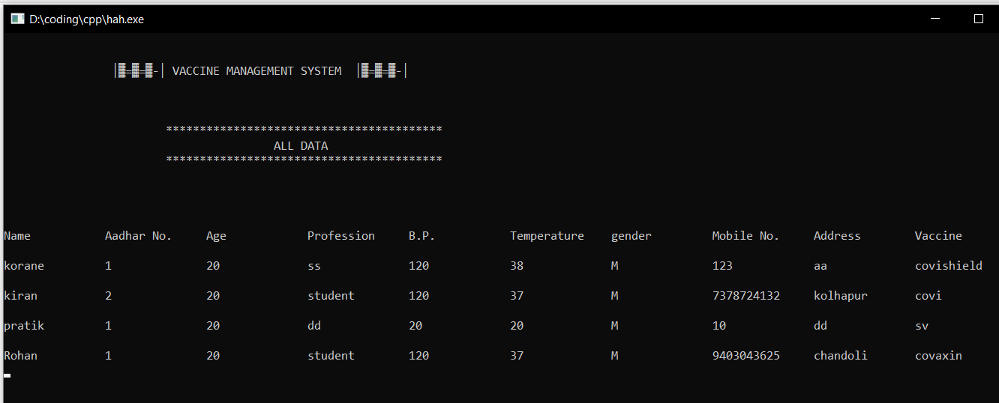 D:\coding\cpp\hah.exe
│▓=▓=▓-│ VACCINE MANAGEMENT SYSTEM │▓=▓=▓-│
*****************************************
ALL DATA
*****************************************
Name Aadhar No. Age Profession B.P. Temperature gender Mobile No. Address Vaccine
korane 1 20 ss 120 38 M 123 aa covishield
kiran 2 20 student 120 37 M 7378724132 kolhapur covi
pratik 1 20 dd 20 20 M 10 dd sv
Rohan 1 20 student 120 37 M 9403043625 chandoli covaxin